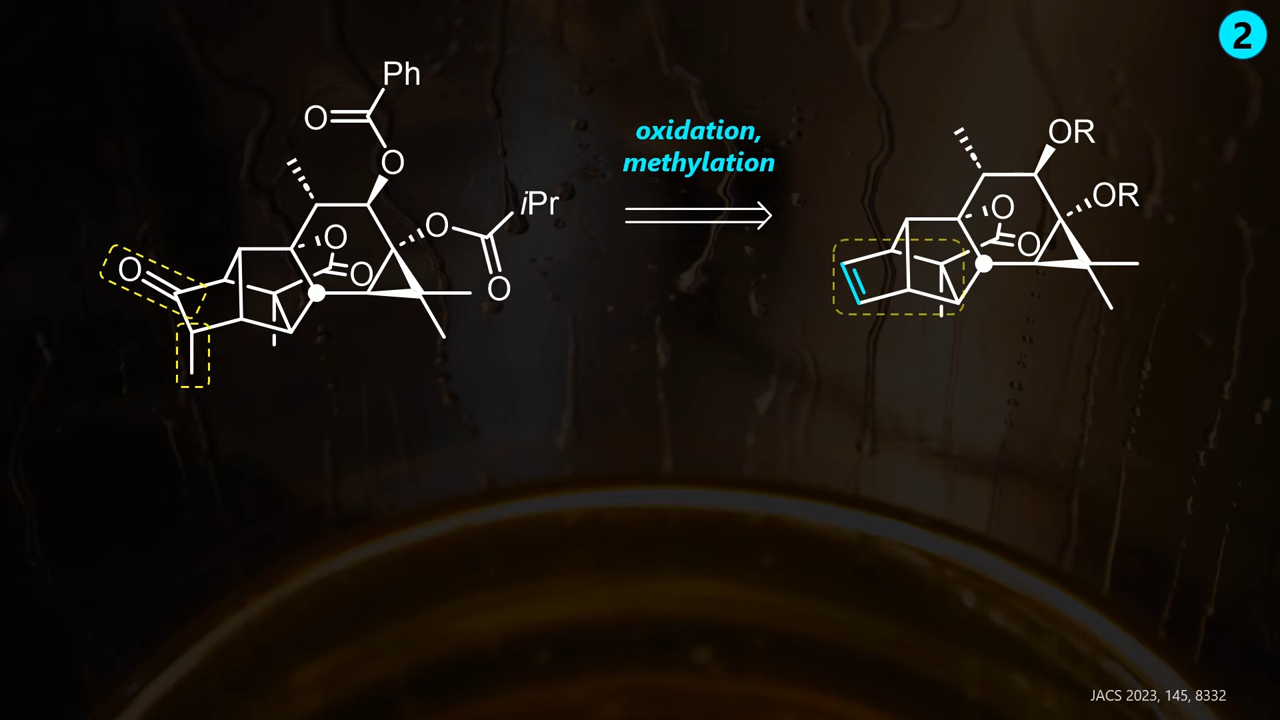 2
Ph
O
O
iPr
O
O
O
O
O
oxidation,
methylation
OR
OR
O
O
JACS 2023, 145, 8332